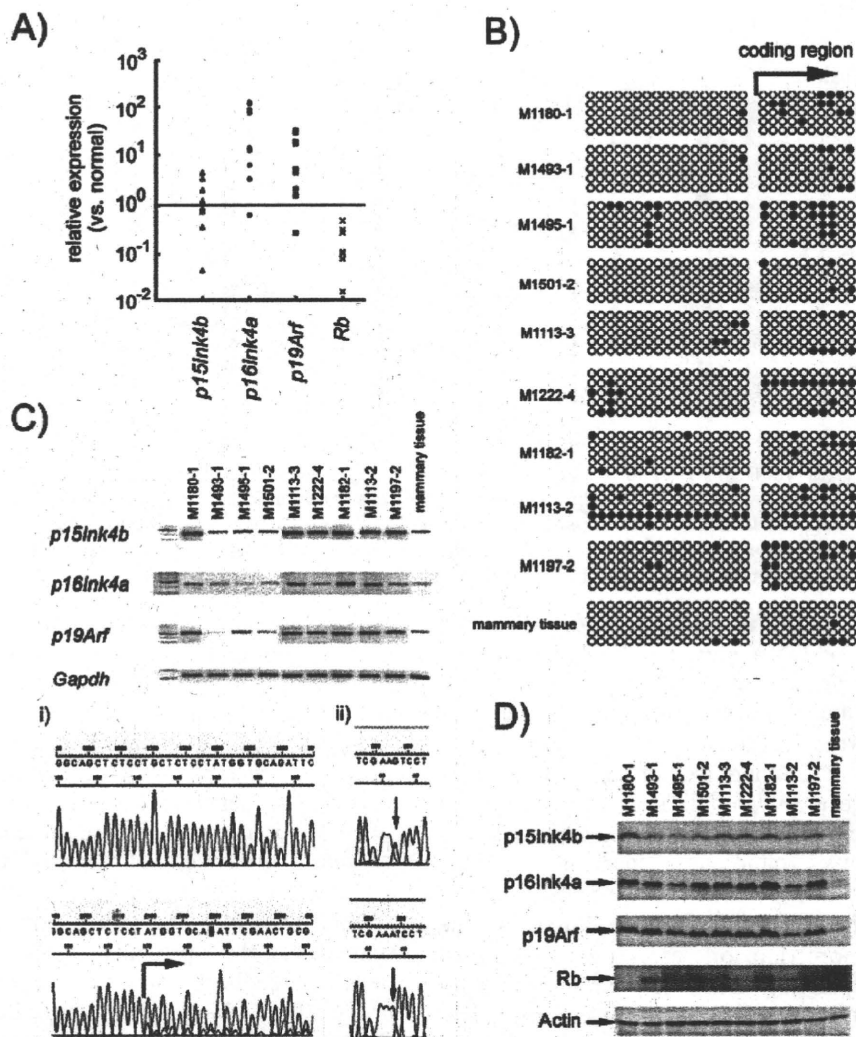 A)
10³
10²
10¹
10⁰
10⁻¹
10⁻²
relative expression
(vs. normal)
p15Ink4b
p16Ink4a
p19Arf
Rb
B)
coding region
M1180-1
M1493-1
M1495-1
M1501-2
M1113-3
M1222-4
M1182-1
M1113-2
M1197-2
mammary tissue
C)
M1180-1
M1493-1
M1495-1
M1501-2
M1113-3
M1222-4
M1182-1
M1113-2
M1197-2
mammary tissue
p15Ink4b
p16Ink4a
p19Arf
Gapdh
i)
GGCAGCTCTCCTGCTCTCCTATGGTGCAGATTC
ii)
TCGAAGTCCT
TCGAAATCCT
D)
M1180-1
M1493-1
M1495-1
M1501-2
M1113-3
M1222-4
M1182-1
M1113-2
M1197-2
mammary tissue
p15Ink4b
p16Ink4a
p19Arf
Rb
Actin